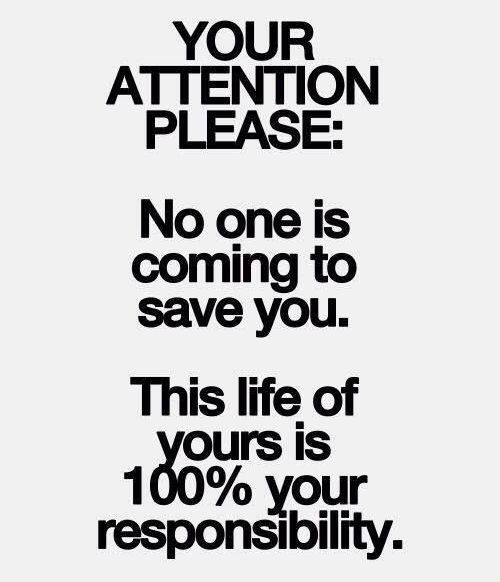 YOUR
ATTENTION
PLEASE:
No one is
coming to
save you.
This life of
yours is
100% your
responsibility.